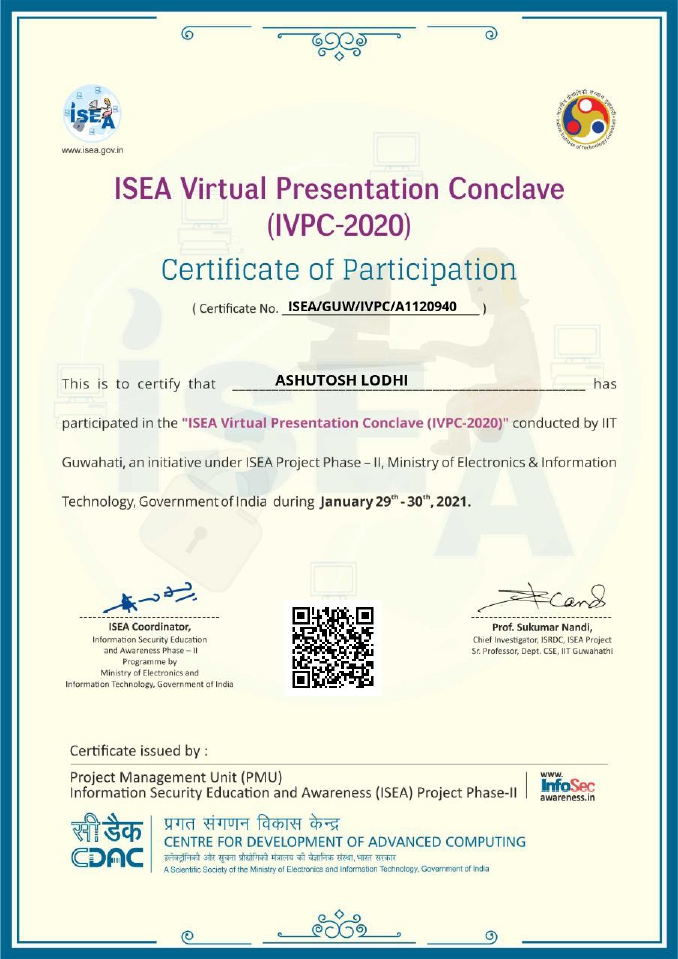 ISEA
www.isea.gov.in
ISEA Virtual Presentation Conclave
(IVPC-2020)
Certificate of Participation
( Certificate No. ISEA/GUW/IVPC/A1120940 )
This is to certify that ASHUTOSH LODHI has
participated in the "ISEA Virtual Presentation Conclave (IVPC-2020)" conducted by IIT
Guwahati, an initiative under ISEA Project Phase – II, Ministry of Electronics & Information
Technology, Government of India during January 29th - 30th, 2021.
ISEA Coordinator,
Information Security Education
and Awareness Phase – II
Programme by
Ministry of Electronics and
Information Technology, Government of India
Prof. Sukumar Nandi,
Chief Investigator, ISRDC, ISEA Project
Sr. Professor, Dept. CSE, IIT Guwahathi
Certificate issued by :
Project Management Unit (PMU)
Information Security Education and Awareness (ISEA) Project Phase-II
www.
InfoSec
awareness.in
सी डैक
CDAC
प्रगत संगणन विकास केन्द्र
CENTRE FOR DEVELOPMENT OF ADVANCED COMPUTING
इलेक्ट्रॉनिकी और सूचना प्रौद्योगिकी मंत्रालय की वैज्ञानिक संस्था, भारत सरकार
A Scientific Society of the Ministry of Electronics and Information Technology, Government of India